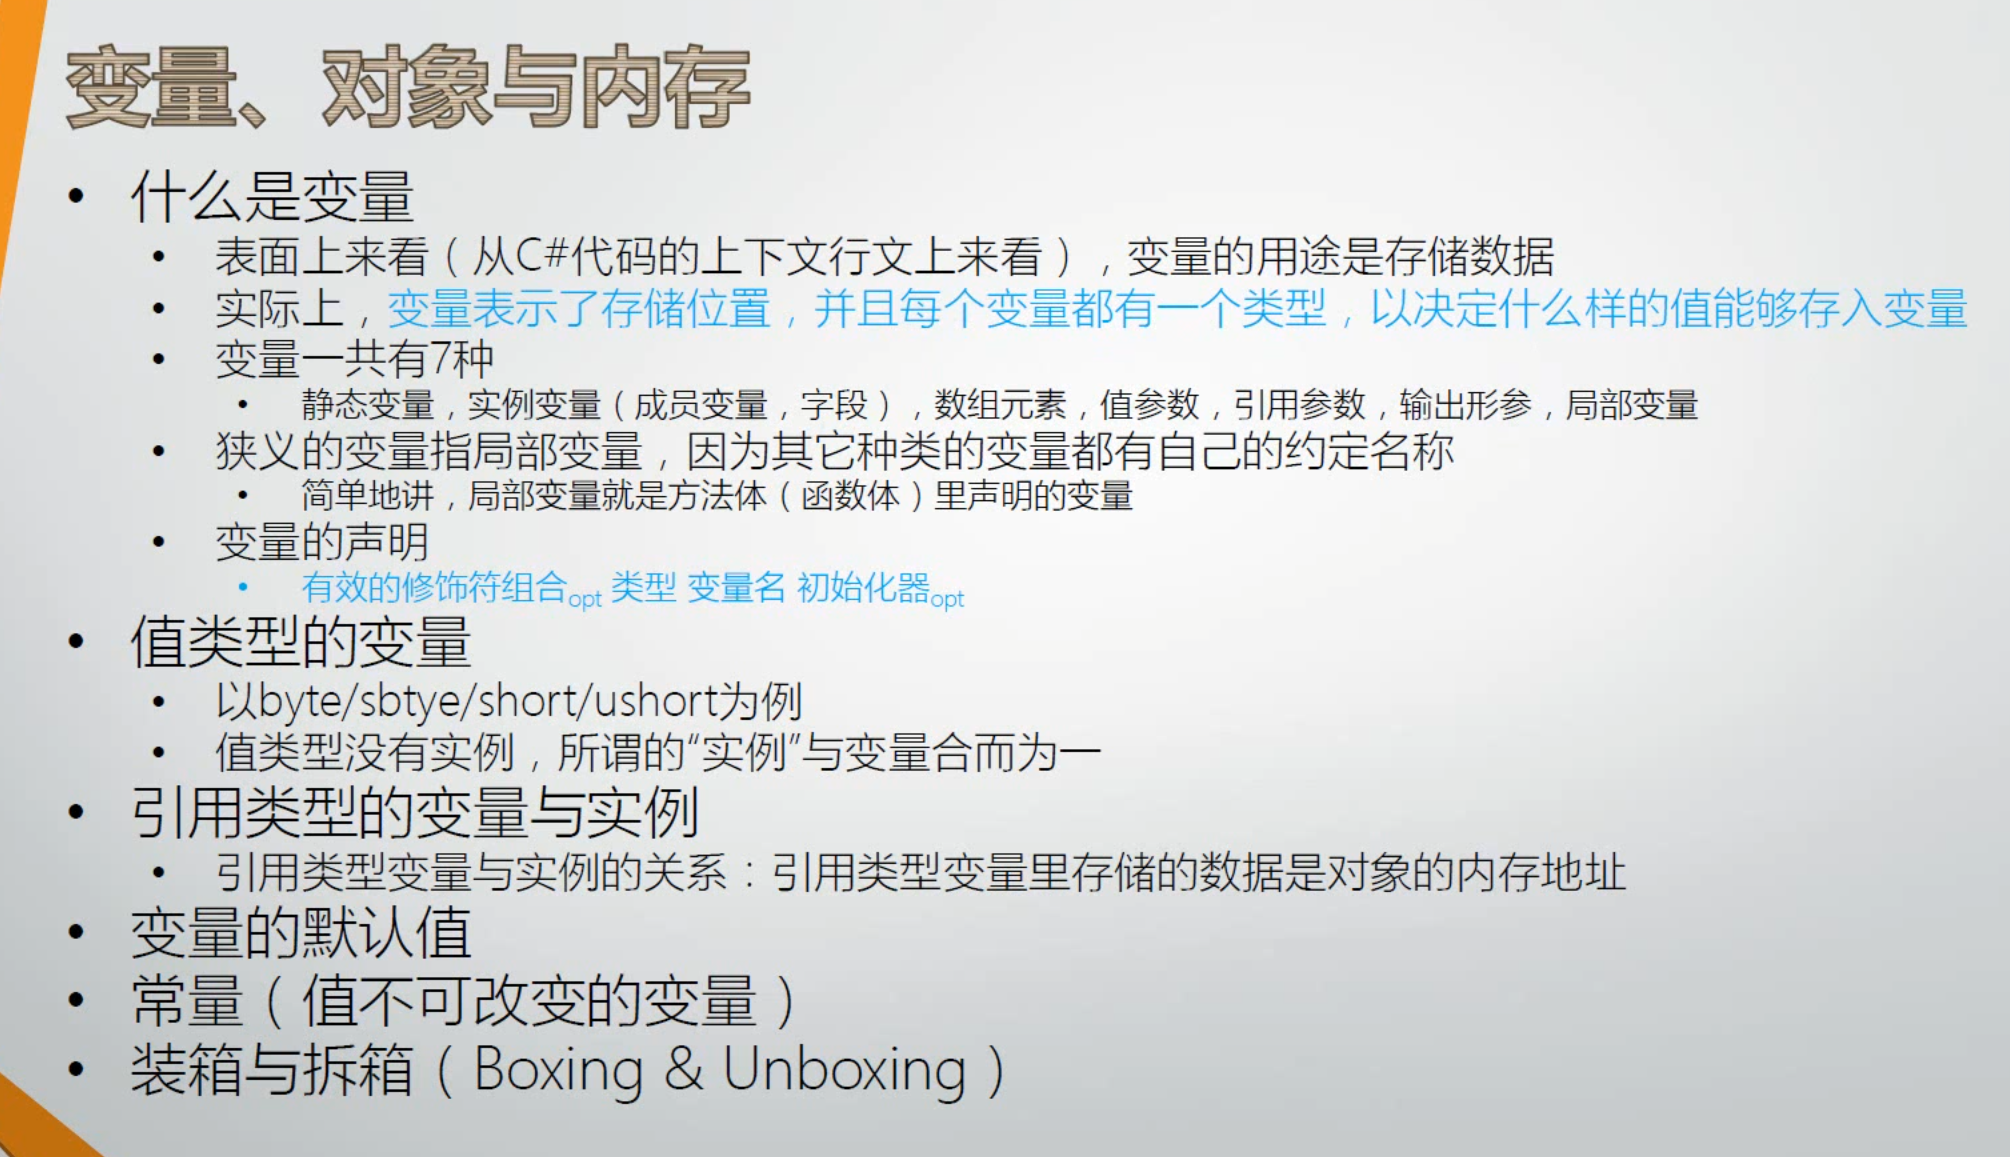 变量、对象与内存
• 什么是变量
• 表面上来看（从C#代码的上下文行文上来看），变量的用途是存储数据
• 实际上，变量表示了存储位置，并且每个变量都有一个类型，以决定什么样的值能够存入变量
• 变量一共有7种
• 静态变量，实例变量（成员变量，字段），数组元素，值参数，引用参数，输出形参，局部变量
• 狭义的变量指局部变量，因为其它种类的变量都有自己的约定名称
• 简单地讲，局部变量就是方法体（函数体）里声明的变量
• 变量的声明
• 有效的修饰符组合opt 类型 变量名 初始化器opt
• 值类型的变量
• 以byte/sbtye/short/ushort为例
• 值类型没有实例，所谓的“实例”与变量合而为一
• 引用类型的变量与实例
• 引用类型变量与实例的关系：引用类型变量里存储的数据是对象的内存地址
• 变量的默认值
• 常量（值不可改变的变量）
• 装箱与拆箱（Boxing & Unboxing）